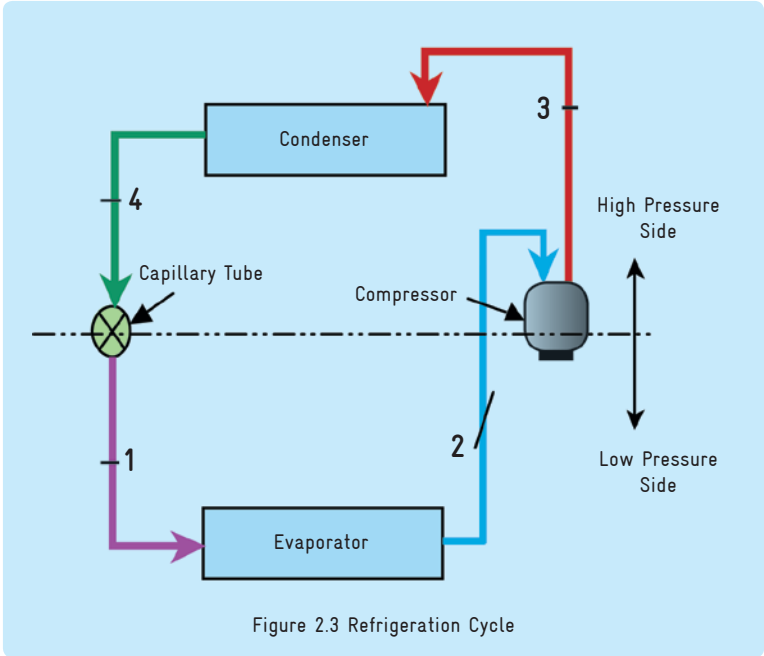 3
Condenser
4
High Pressure
Side
Capillary Tube
Compressor
2
1
Low Pressure
Side
Evaporator
Figure 2.3 Refrigeration Cycle